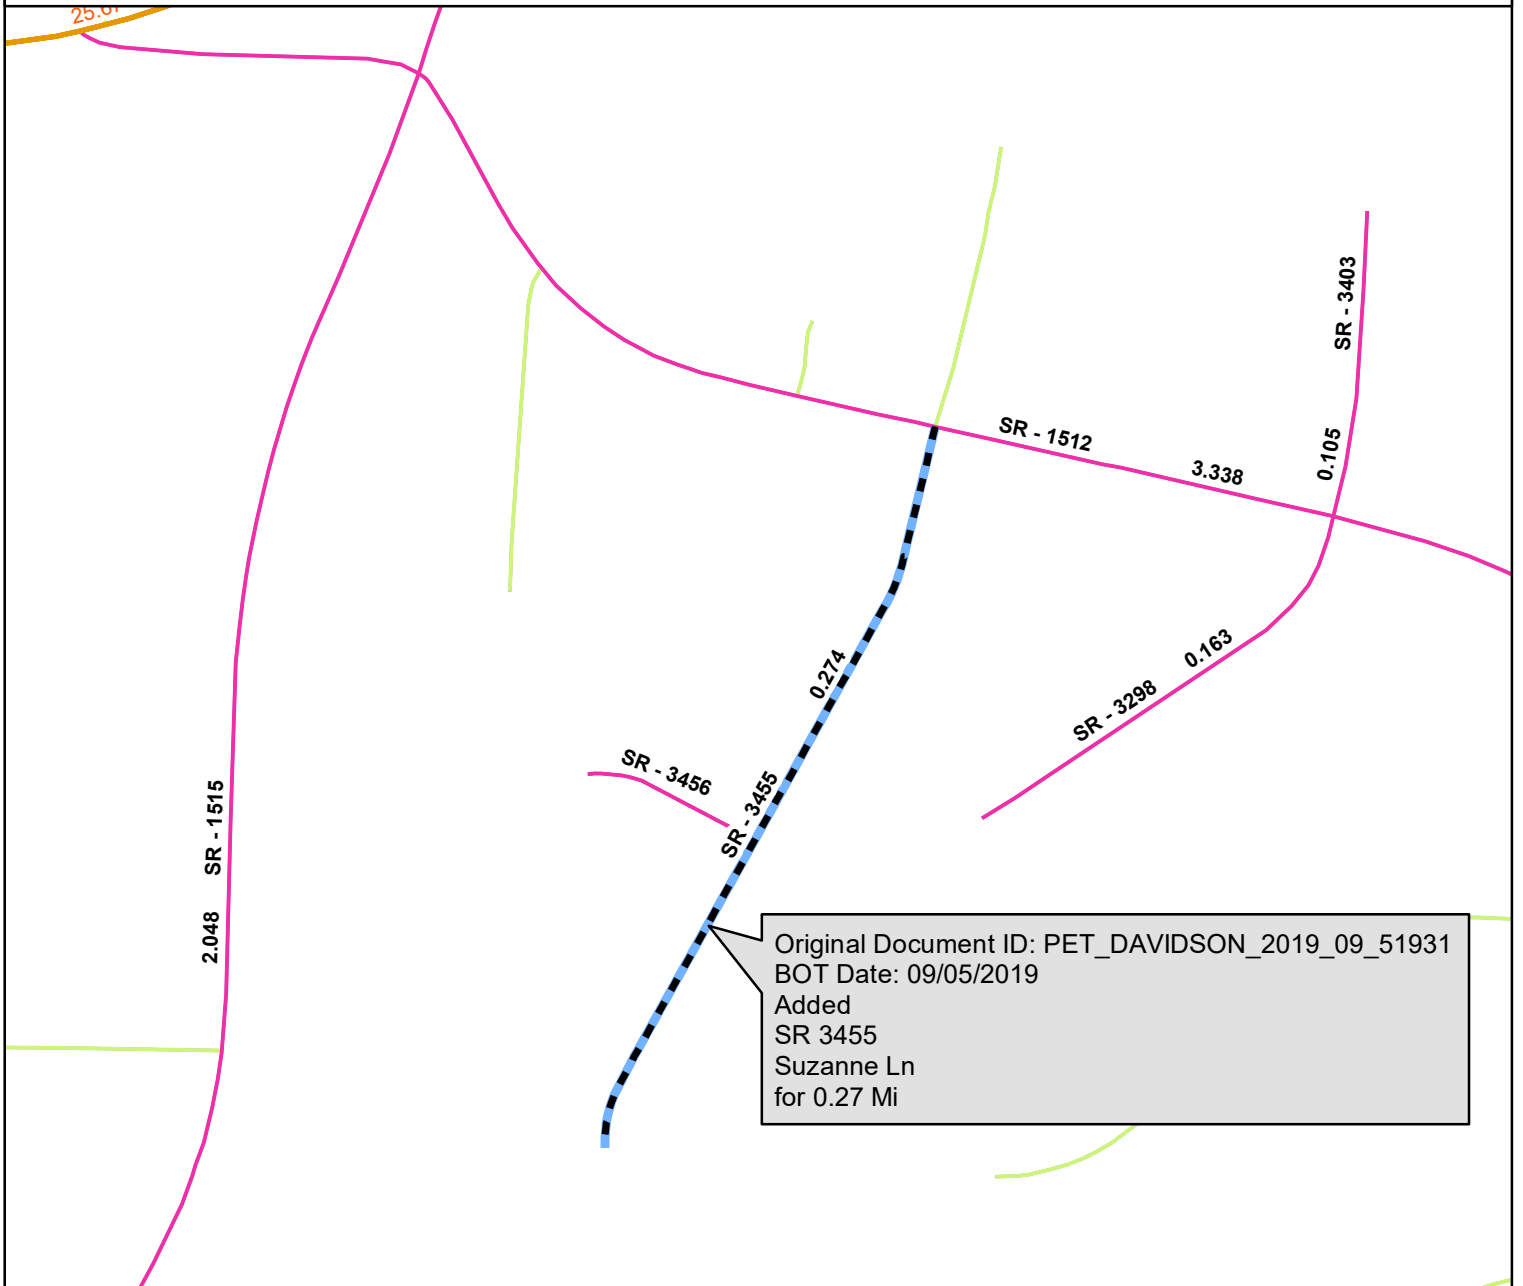 SR - 3403
SR - 1512
0.105
3.338
0.163
0.274
SR - 3298
SR - 3456
SR - 3455
SR - 1515
2.048
Original Document ID: PET_DAVIDSON_2019_09_51931
BOT Date: 09/05/2019
Added
SR 3455
Suzanne Ln
for 0.27 Mi